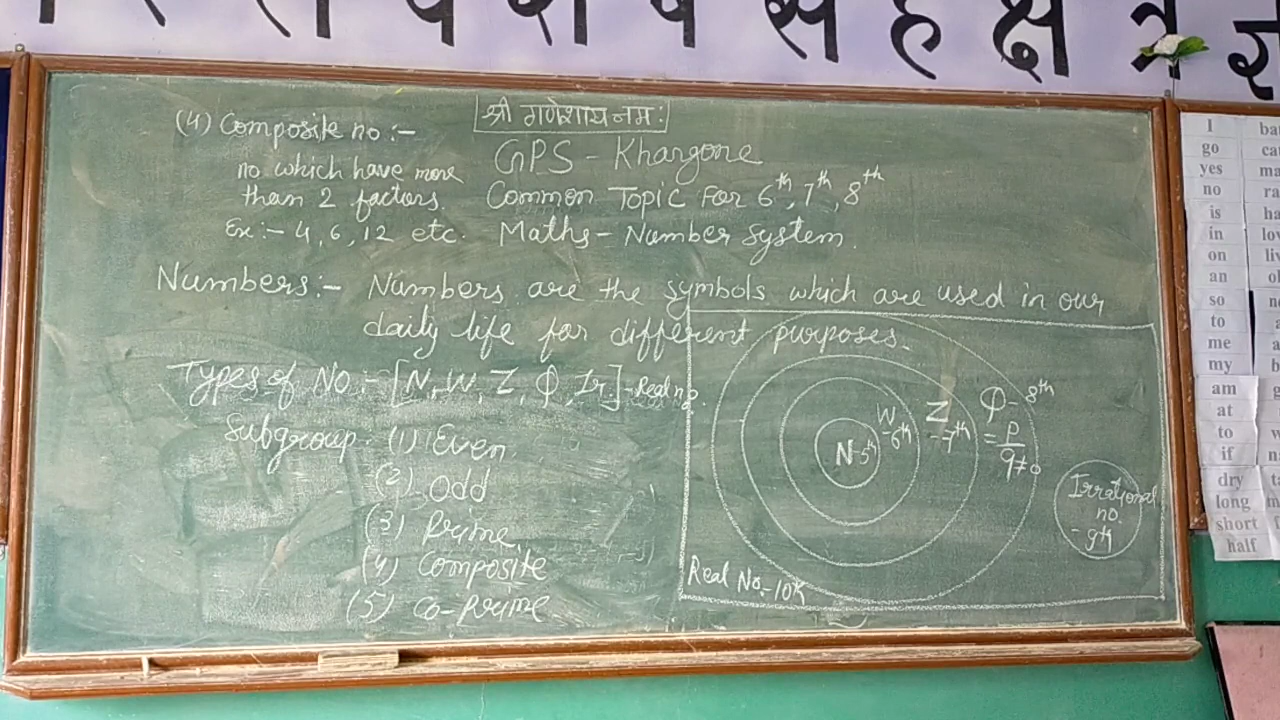 श्री गणेशाय नमः
GPS - Khargone
Common Topic For 6th, 7th, 8th
Maths - Number System.
(4) Composite no :-
no which have more
than 2 factors.
Ex:- 4, 6, 12 etc.
Numbers:- Numbers are the symbols which are used in our
daily life for different purposes.
Types of No :- [N, W, Z, Q, Ir.] - Real no.
Subgroup: (1) Even
(2) Odd
(3) Prime
(4) Composite
(5) Co-prime
N-5th
W
-6th
Z
-7th
Q- 8th
= p
q≠0
Irrational
no.
- 9th
Real No.- 10th
स ह क्ष त्र ज्ञ
I
go
yes
no
is
in
on
an
so
to
me
my
am
at
to
if
dry
long
short
half